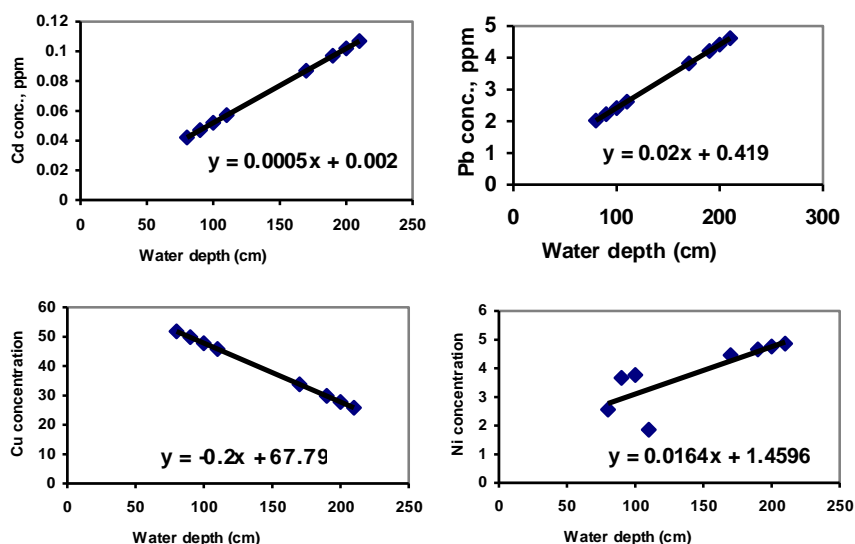 Cd conc., ppm
0.12
0.1
0.08
0.06
0.04
0.02
0
y = 0.0005x + 0.002
0 50 100 150 200 250
Water depth (cm)
Pb conc., ppm
5
4
3
2
1
0
y = 0.02x + 0.419
0 100 200 300
Water depth (cm)
Cu concentration
60
50
40
30
20
10
0
y = -0.2x + 67.79
0 50 100 150 200 250
Water depth (cm)
Ni concentration
6
5
4
3
2
1
0
y = 0.0164x + 1.4596
0 50 100 150 200 250
Water depth (cm)